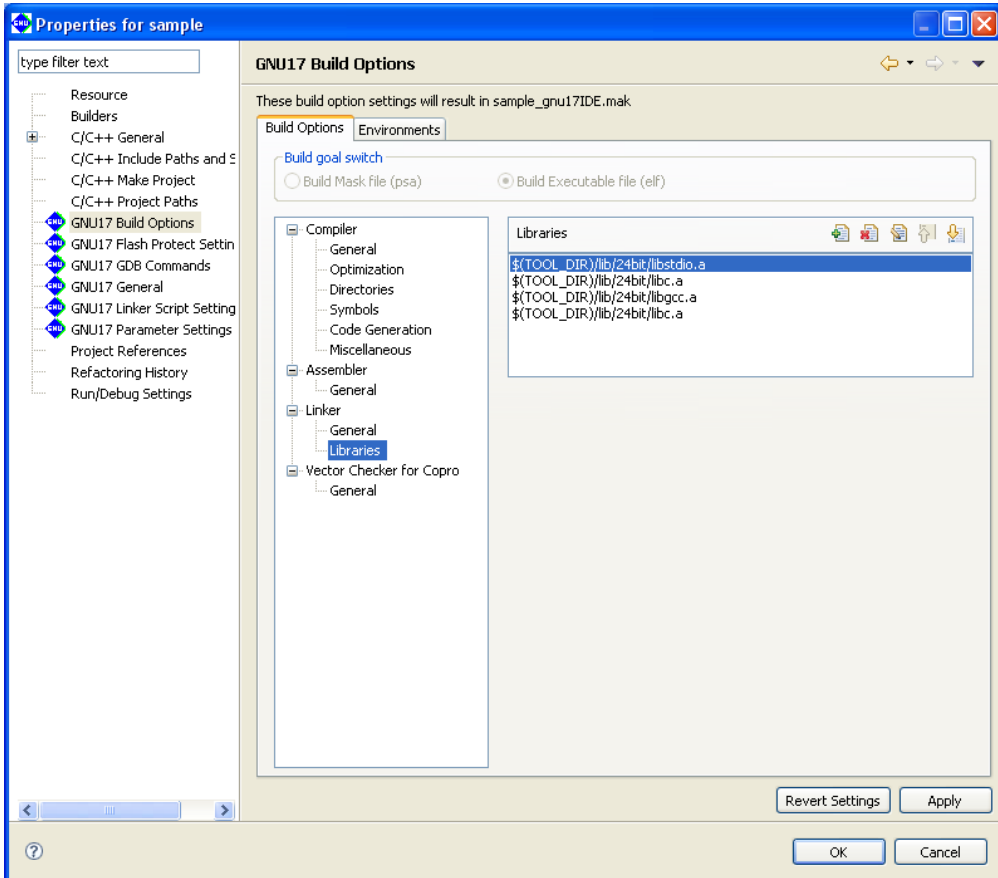 Properties for sample
type filter text
Resource
Builders
C/C++ General
C/C++ Include Paths and S
C/C++ Make Project
C/C++ Project Paths
GNU17 Build Options
GNU17 Flash Protect Settin
GNU17 GDB Commands
GNU17 General
GNU17 Linker Script Setting
GNU17 Parameter Settings
Project References
Refactoring History
Run/Debug Settings
GNU17 Build Options
These build option settings will result in sample_gnu17IDE.mak
Build Options Environments
Build goal switch
Build Mask file (psa) Build Executable file (elf)
Compiler
General
Optimization
Directories
Symbols
Code Generation
Miscellaneous
Assembler
General
Linker
General
Libraries
Vector Checker for Copro
General
Libraries
$(TOOL_DIR)/lib/24bit/libstdio.a
$(TOOL_DIR)/lib/24bit/libc.a
$(TOOL_DIR)/lib/24bit/libgcc.a
$(TOOL_DIR)/lib/24bit/libc.a
Revert Settings Apply
OK Cancel